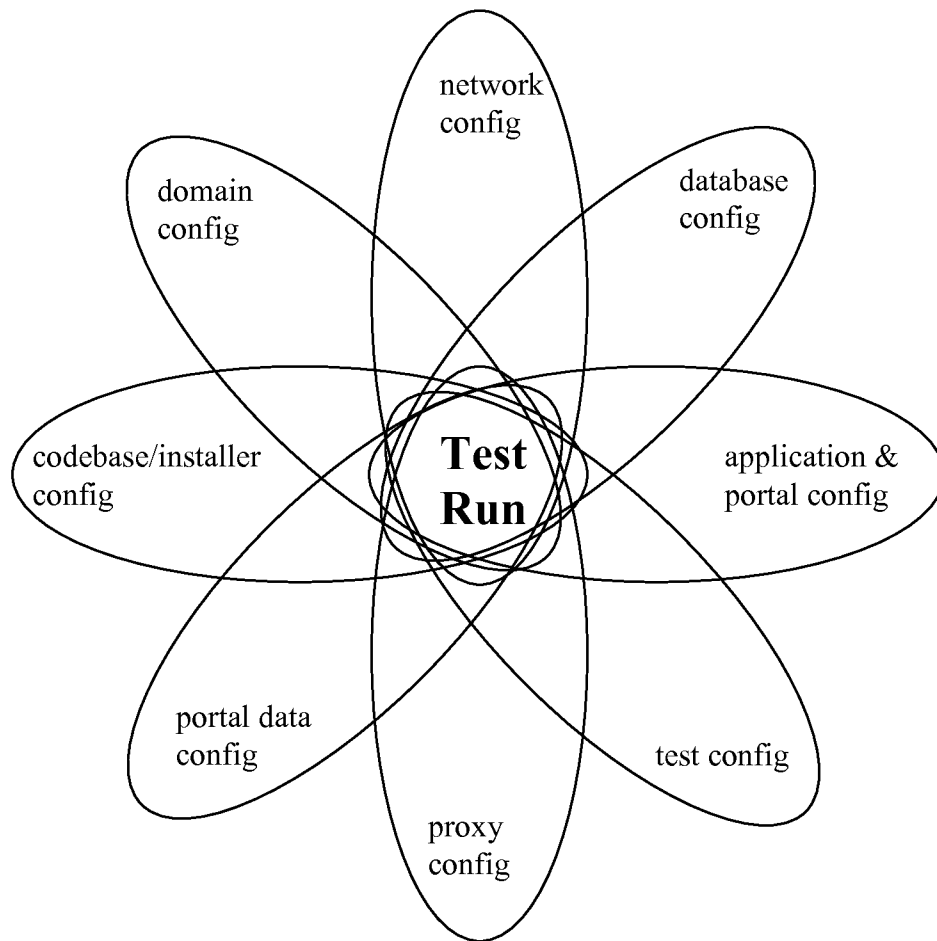 network
config
domain
config
database
config
codebase/installer
config
Test
Run
application &
portal config
portal data
config
test config
proxy
config